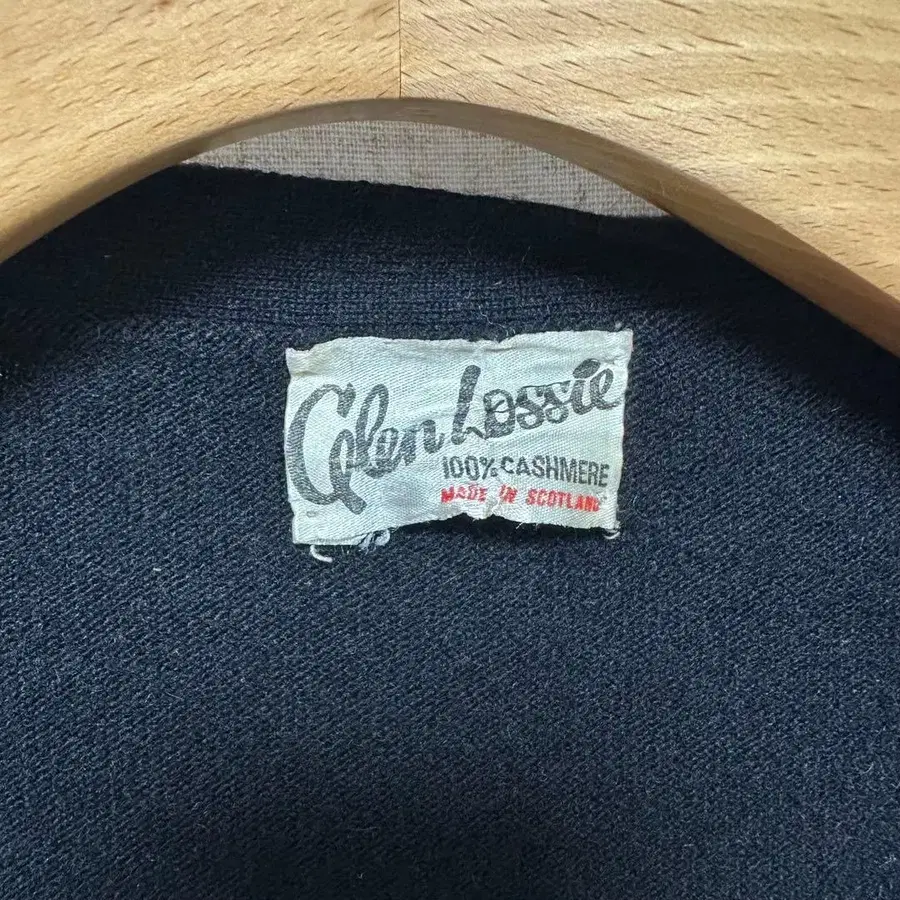 Glen Lossie
100% CASHMERE
MADE IN SCOTLAND